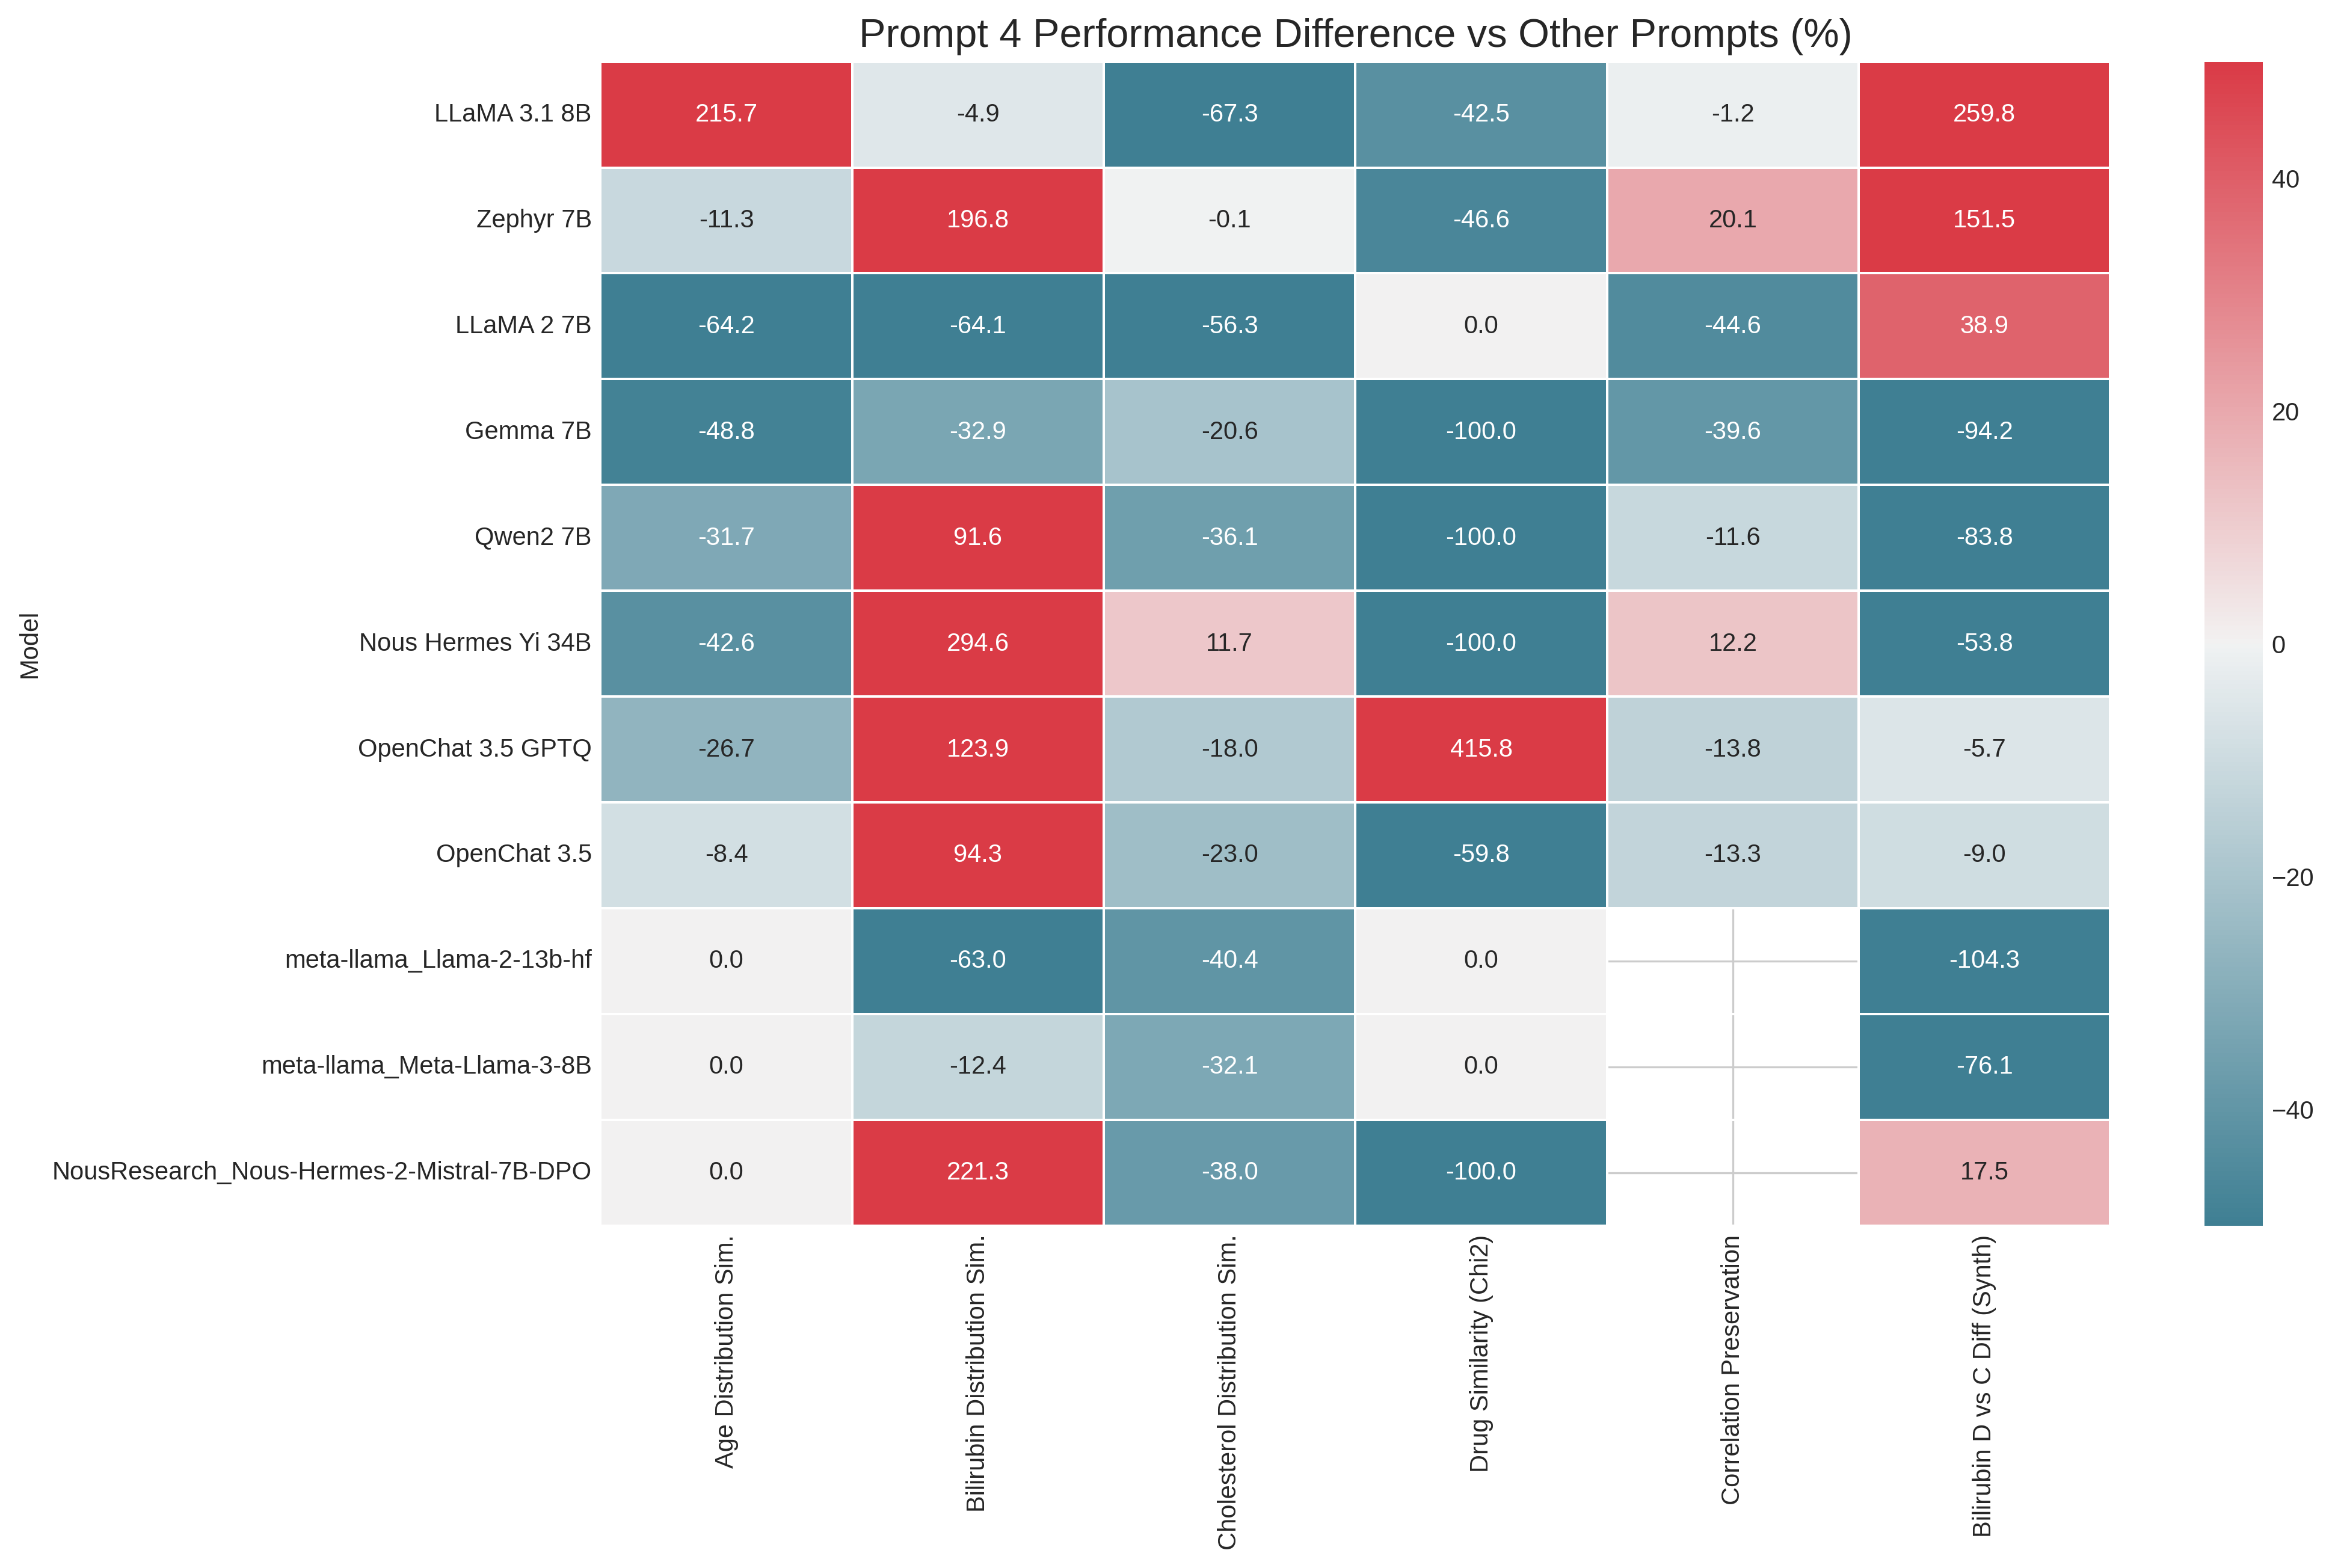 Prompt 4 Performance Difference vs Other Prompts (%)
Model
LLaMA 3.1 8B 215.7 -4.9 -67.3 -42.5 -1.2 259.8
Zephyr 7B -11.3 196.8 -0.1 -46.6 20.1 151.5
LLaMA 2 7B -64.2 -64.1 -56.3 0.0 -44.6 38.9
Gemma 7B -48.8 -32.9 -20.6 -100.0 -39.6 -94.2
Qwen2 7B -31.7 91.6 -36.1 -100.0 -11.6 -83.8
Nous Hermes Yi 34B -42.6 294.6 11.7 -100.0 12.2 -53.8
OpenChat 3.5 GPTQ -26.7 123.9 -18.0 415.8 -13.8 -5.7
OpenChat 3.5 -8.4 94.3 -23.0 -59.8 -13.3 -9.0
meta-llama_Llama-2-13b-hf 0.0 -63.0 -40.4 0.0 -104.3
meta-llama_Meta-Llama-3-8B 0.0 -12.4 -32.1 0.0 -76.1
NousResearch_Nous-Hermes-2-Mistral-7B-DPO 0.0 221.3 -38.0 -100.0 17.5
Age Distribution Sim.
Bilirubin Distribution Sim.
Cholesterol Distribution Sim.
Drug Similarity (Chi2)
Correlation Preservation
Bilirubin D vs C Diff (Synth)
40
20
0
−20
−40